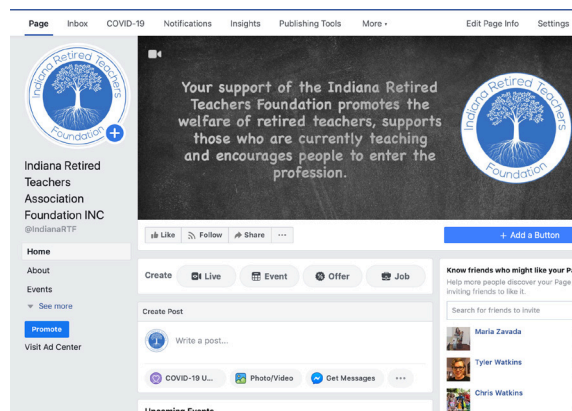 Page Inbox COVID-19 Notifications Insights Publishing Tools More Edit Page Info Settings
Indiana Retired Teachers
Foundation
Your support of the Indiana Retired
Teachers Foundation promotes the
welfare of retired teachers, supports
those who are currently teaching
and encourages people to enter the
profession.
Indiana Retired Teachers
Foundation
Indiana Retired
Teachers
Association
Foundation INC
@IndianaRTF
Home
About
Events
See more
Promote
Visit Ad Center
Like Follow Share ...
+ Add a Button
Create Live Event Offer Job
Create Post
Write a post...
COVID-19 U... Photo/Video Get Messages ...
Upcoming Events
Know friends who might like your Pa
Help more people discover your Page
inviting friends to like it.
Search for friends to invite
Maria Zavada
Tyler Watkins
Chris Watkins